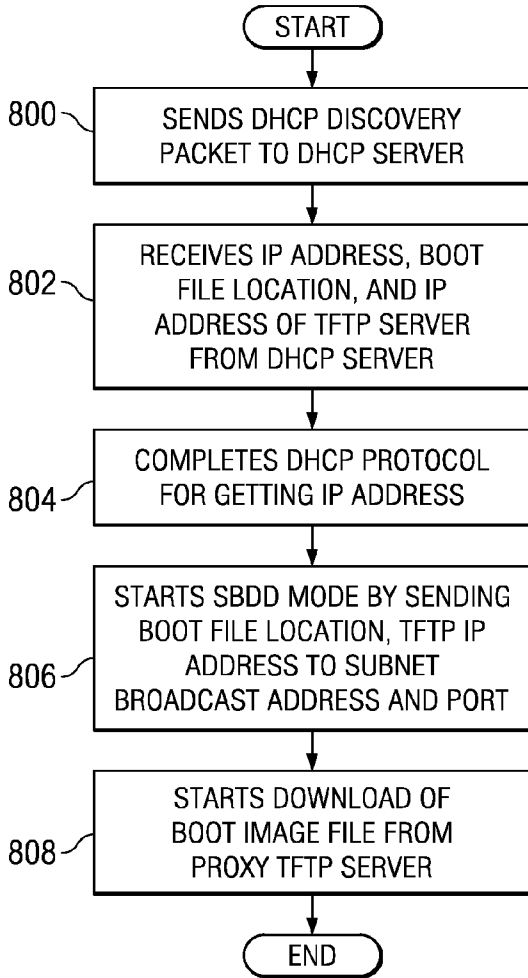 START
800
SENDS DHCP DISCOVERY
PACKET TO DHCP SERVER
802
RECEIVES IP ADDRESS, BOOT
FILE LOCATION, AND IP
ADDRESS OF TFTP SERVER
FROM DHCP SERVER
804
COMPLETES DHCP PROTOCOL
FOR GETTING IP ADDRESS
806
STARTS SBDD MODE BY SENDING
BOOT FILE LOCATION, TFTP IP
ADDRESS TO SUBNET
BROADCAST ADDRESS AND PORT
808
STARTS DOWNLOAD OF
BOOT IMAGE FILE FROM
PROXY TFTP SERVER
END